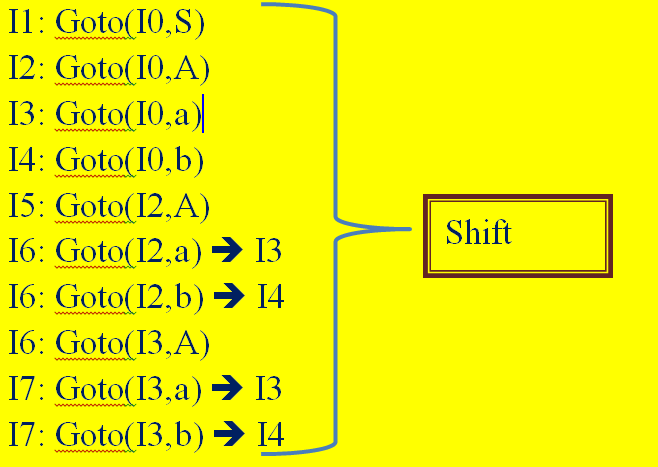 I1: Goto(I0,S)
I2: Goto(I0,A)
I3: Goto(I0,a)
I4: Goto(I0,b)
I5: Goto(I2,A)
I6: Goto(I2,a) ➔ I3
I6: Goto(I2,b) ➔ I4
I6: Goto(I3,A)
I7: Goto(I3,a) ➔ I3
I7: Goto(I3,b) ➔ I4
Shift